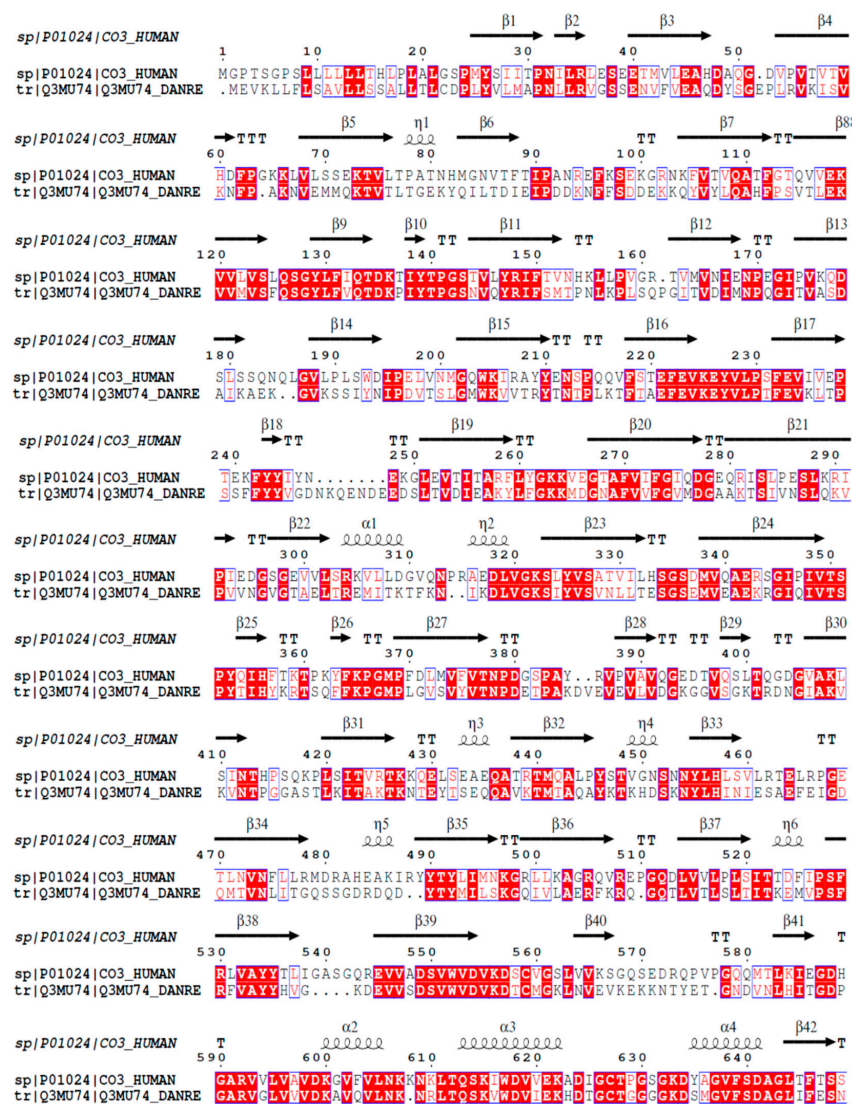 β1 β2 β3 β4
sp|P01024|CO3_HUMAN
1 10 20 30 40 50
sp|P01024|CO3_HUMAN MGPTSGPSLLLLLLTHLPLALGSPMYSIITPNILRLESEETMVLEAHDAQG.DVPVTVTV
tr|Q3MU74|Q3MU74_DANRE .MEVKLLFLSAVLLSSALLTLCDPLYVLMAPNLLRVGSSENVFVEAQDYSGEPLRVKISV
β5 η1 β6 β7 β88
sp|P01024|CO3_HUMAN TT TT TT
60 70 80 90 100 110
sp|P01024|CO3_HUMAN HDFPGKKLVLSSEKTVLTPATNHMGNVTFTIPANREFKSEKGRNKFVTVQATFGTQVVEK
tr|Q3MU74|Q3MU74_DANRE KNFP.AKNVEMMQKTVTLTGEKYQILTDIEIPDDKNFFSDDEKKQYVYLQAHFPSVTLEK
β9 β10 β11 β12 β13
sp|P01024|CO3_HUMAN TT TT TT
120 130 140 150 160 170
sp|P01024|CO3_HUMAN VVLVSLQSGYLFIQTDKTIYTPGSTVLYRIFTVNHKLLPVGR.TVMVNIENPEGIPVKQD
tr|Q3MU74|Q3MU74_DANRE VVMVSFQSGYLFVQTDKPIYTPGSNVQYRIFSMTPNLKPLSQPGITVDIMNPQGITVASD
β14 β15 β16 β17
sp|P01024|CO3_HUMAN TT TT
180 190 200 210 220 230
sp|P01024|CO3_HUMAN SLSSQNQLGVLPLSWDIPELVNMGQWKIRAYYENSPQQVFSTEFEVKEYVLPSFEVIVEP
tr|Q3MU74|Q3MU74_DANRE AIKAEK..GVKSSIYNIPDVTSLGMWKVVTRYTNTPLKTFTAEFEVKEYVLPTFEVKLTP
β18 β19 β20 β21
sp|P01024|CO3_HUMAN TT TT TT TT
240 250 260 270 280 290
sp|P01024|CO3_HUMAN TEKFYYIYN.......EKGLEVTITARFLYGKKVEGTAFVIFGIQDGEQRISLPESLKRI
tr|Q3MU74|Q3MU74_DANRE SSFFYYVGDNKQENDEEDSLTVDIEAKYLFGKKMDGNAFVVFGVMDGAAKTSIVNSLQKV
β22 α1 η2 β23 β24
sp|P01024|CO3_HUMAN TT TT
300 310 320 330 340 350
sp|P01024|CO3_HUMAN PIEDGSGEVVLSRKVLLDGVQNPRAEDLVGKSLYVSATVILHSGSDMVQAERSGIPIVTS
tr|Q3MU74|Q3MU74_DANRE PVVNGVGTAELTREMITKTFKN..IKDLVGKSIYVSVNLLTESGSEMVEAEKRGIQIVTS
β25 β26 β27 β28 β29 β30
sp|P01024|CO3_HUMAN TT TT TT TT TT TT
360 370 380 390 400
sp|P01024|CO3_HUMAN PYQIHFTKTPKYFKPGMPFDLMVFVTNPDGSPAY..RVPVAVQGEDTVQSLTQGDGVAKL
tr|Q3MU74|Q3MU74_DANRE PYTIHYKRTSQFFKPGMPLGVSVYVTNPDETPAKDVEVEVLVDGKGGVSGKTRDNGIAKV
β31 η3 β32 η4 β33
sp|P01024|CO3_HUMAN TT TT
410 420 430 440 450 460
sp|P01024|CO3_HUMAN SINTHPSQKPLSITVRTKKQELSEAEQATRTMQALPYSTVGNSNNYLHLSVLRTELRPGE
tr|Q3MU74|Q3MU74_DANRE KVNTPGGASTLKITAKTKNTEYTSEQQAVKTMTAQAYKTKHDSKNYLHINIESAEFEIGD
β34 η5 β35 β36 β37 η6
sp|P01024|CO3_HUMAN TT TT
470 480 490 500 510 520
sp|P01024|CO3_HUMAN TLNVNFLLRMDRAHEAKIRYYTYLIMNKGRLLKAGRQVREPGQDLVVLPLSITTDFIPSF
tr|Q3MU74|Q3MU74_DANRE QMTVNLITGQSSGDRDQD..YTYMILSKGQIVLAERFKRQ.GQTLVTLSLTITKEMVPSF
β38 β39 β40 β41
sp|P01024|CO3_HUMAN TT T
530 540 550 560 570 580
sp|P01024|CO3_HUMAN RLVAYYTLIGASGQREVVADSVWVDVKDSCVGSLVVKSGQSEDRQPVPGQQMTLKIEGDH
tr|Q3MU74|Q3MU74_DANRE RFVAYYHVG....KDEVVSDSVWVDVTDTCMGKLNVEVKEKKNTYET.GNDVNLHITGDP
α2 α3 α4 β42
sp|P01024|CO3_HUMAN T T
590 600 610 620 630 640
sp|P01024|CO3_HUMAN GARVVLVAVDKGVFVLNKKNKLTQSKIWDVVEKADIGCTPGSGKDYAGVFSDAGLTFTSS
tr|Q3MU74|Q3MU74_DANRE GARVGLVVVDKAVQVLNK.NRLTQSKVWDVIEKHDTGCTGGGGKDSMGVFSDAGLIFESN